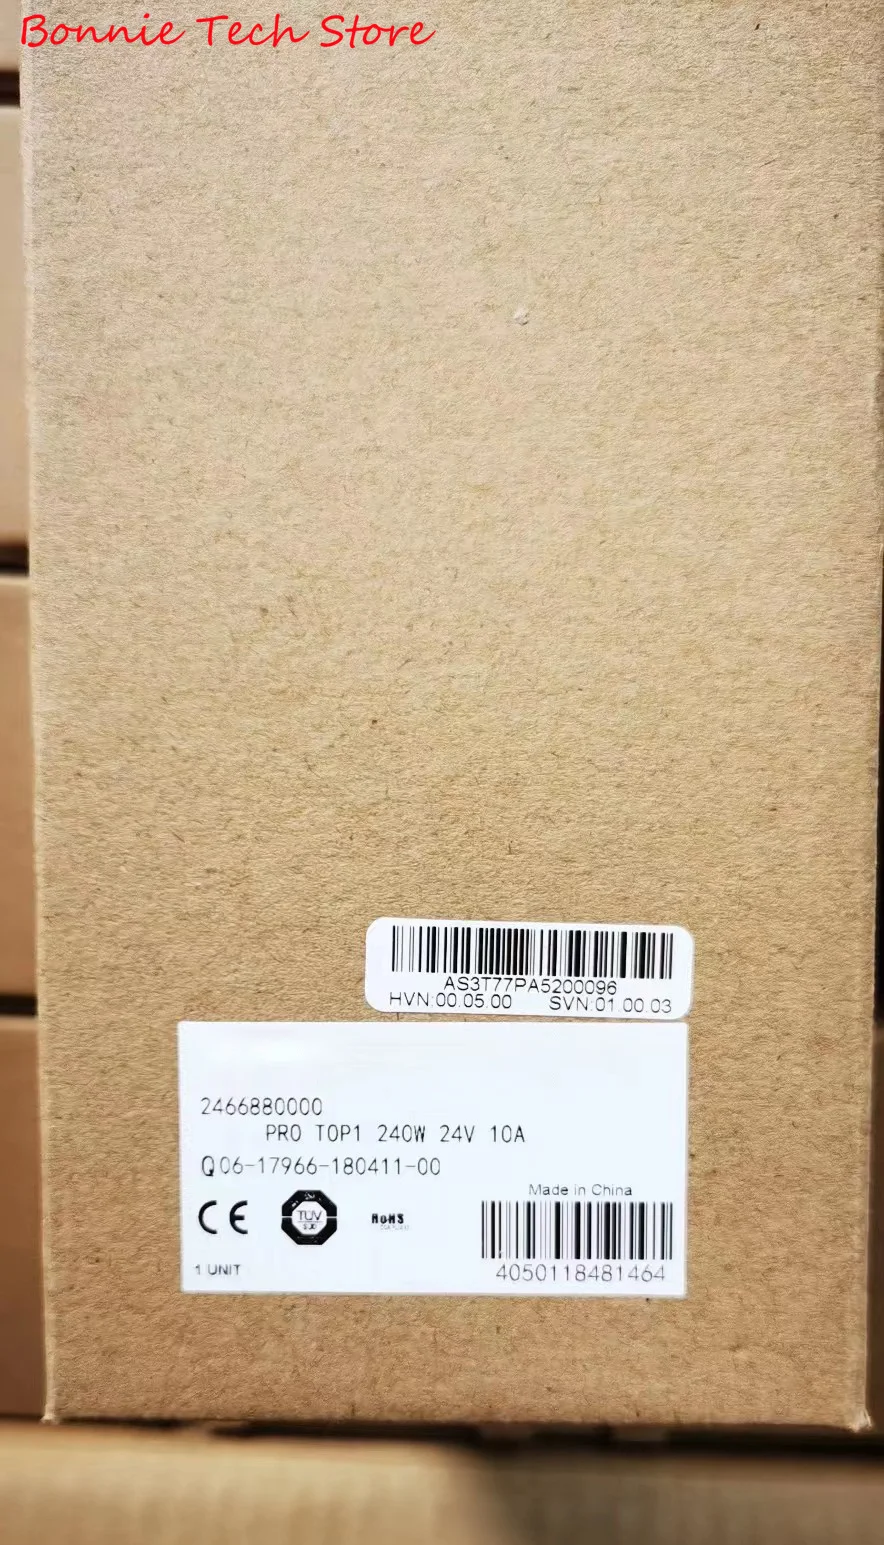 Bonnie Tech Store
AS3T77PA5200096
HVN:00.05.00 SVN:01.00.03
2466880000
PRO TOP1 240W 24V 10A
Q06-17966-180411-00
Made in China
CE
TÜV
RoHS
1 UNIT
4050118481464